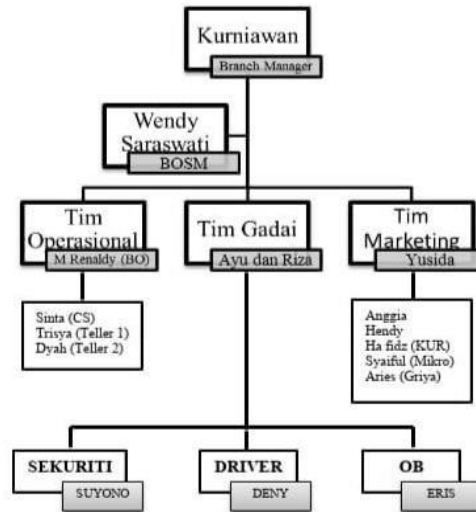 Kurniawan
Branch Manager
Wendy
Saraswati
BOSM
Tim
Operasional
M Renaldy (BO)
Tim Gadai
Ayu dan Riza
Tim
Marketing
Yusida
Sinta (CS)
Trisya (Teller 1)
Dyah (Teller 2)
Anggia
Hendy
Ha fidz (KUR)
Syaiful (Mikro)
Aries (Griya)
SEKURITI
SUYONO
DRIVER
DENY
OB
ERIS